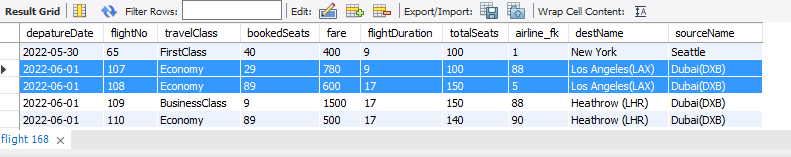 Result Grid Filter Rows: Edit: Export/Import: Wrap Cell Content:
depatureDate flightNo travelClass bookedSeats fare flightDuration totalSeats airline_fk destName sourceName
2022-05-30 65 FirstClass 40 400 9 100 1 New York Seattle
2022-06-01 107 Economy 29 780 9 100 88 Los Angeles(LAX) Dubai(DXB)
2022-06-01 108 Economy 89 600 17 150 5 Los Angeles(LAX) Dubai(DXB)
2022-06-01 109 BusinessClass 9 1500 17 150 88 Heathrow (LHR) Dubai(DXB)
2022-06-01 110 Economy 89 500 17 140 90 Heathrow (LHR) Dubai(DXB)
flight 168